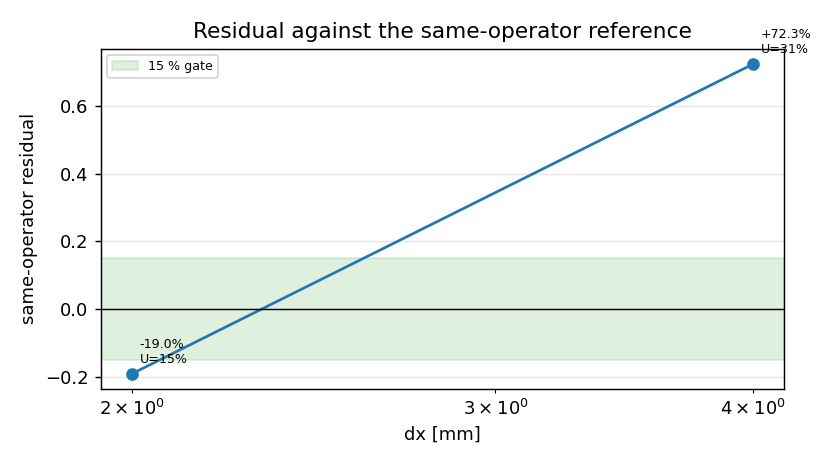 Residual against the same-operator reference
+72.3%
U=31%
15 % gate
0.6
0.4
0.2
0.0
−0.2
same-operator residual
-19.0%
U=15%
2 × 10⁰
3 × 10⁰
4 × 10⁰
dx [mm]